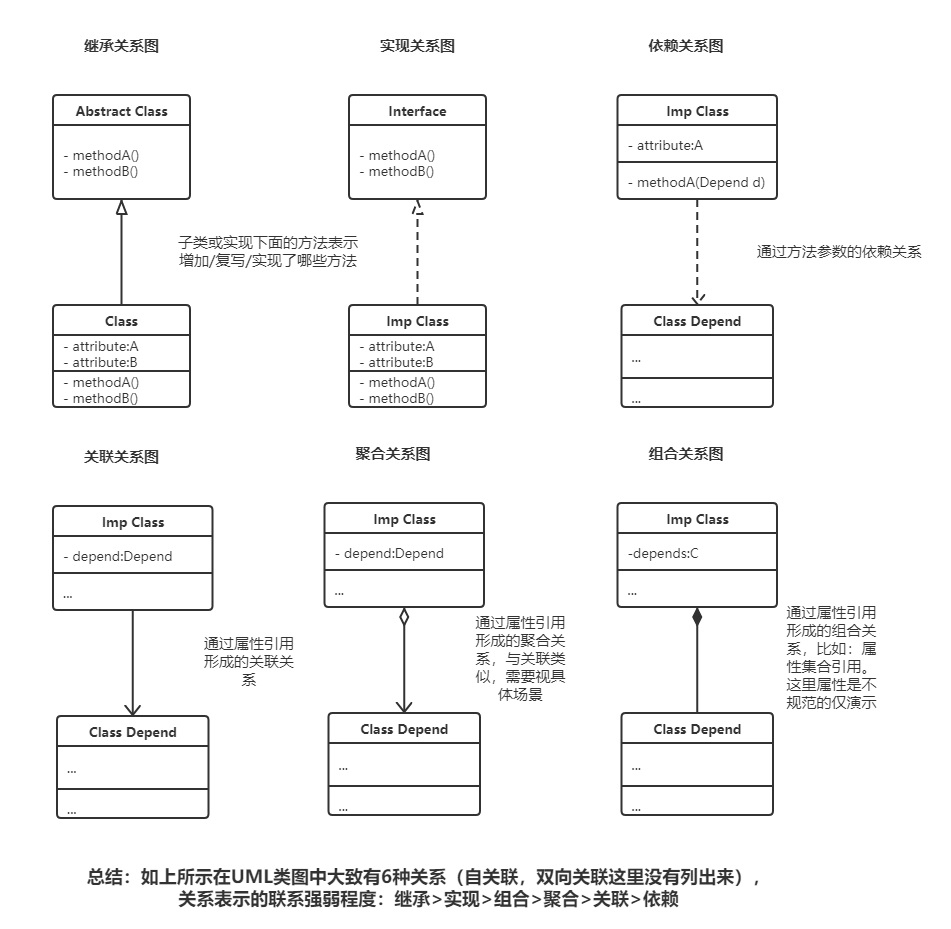 继承关系图
Abstract Class
- methodA()
- methodB()
子类或实现下面的方法表示
增加/复写/实现了哪些方法
Class
- attribute:A
- attribute:B
- methodA()
- methodB()
实现关系图
Interface
- methodA()
- methodB()
Imp Class
- attribute:A
- attribute:B
- methodA()
- methodB()
依赖关系图
Imp Class
- attribute:A
- methodA(Depend d)
通过方法参数的依赖关系
Class Depend
...
...
关联关系图
Imp Class
- depend:Depend
...
通过属性引用
形成的关联关
系
Class Depend
...
...
聚合关系图
Imp Class
- depend:Depend
...
通过属性引用
形成的聚合关
系，与关联类
似，需要视具
体场景
Class Depend
...
...
组合关系图
Imp Class
-depends:C
...
通过属性引用
形成的组合关
系，比如：属
性集合引用。
这里属性是不
规范的仅演示
Class Depend
...
...
总结：如上所示在UML类图中大致有6种关系（自关联，双向关联这里没有列出来），
关系表示的联系强弱程度：继承>实现>组合>聚合>关联>依赖